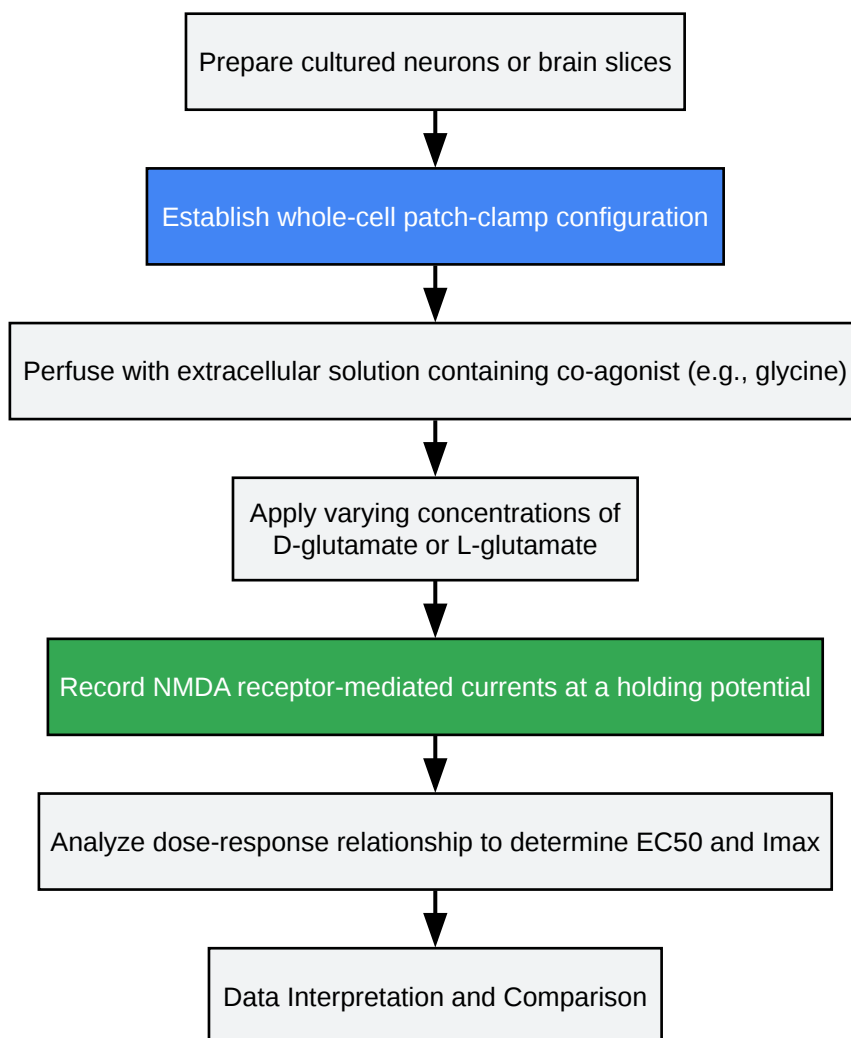 Prepare cultured neurons or brain slices
Establish whole-cell patch-clamp configuration
Perfuse with extracellular solution containing co-agonist (e.g., glycine)
Apply varying concentrations of
D-glutamate or L-glutamate
Record NMDA receptor-mediated currents at a holding potential
Analyze dose-response relationship to determine EC50 and Imax
Data Interpretation and Comparison